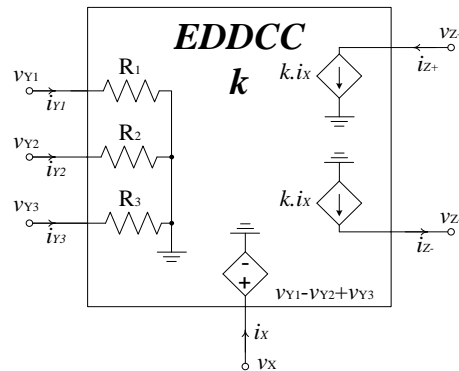 EDDCC
k
vY1
iY1
R1
vY2
iY2
R2
vY3
iY3
R3
k.iX
vZ
iZ+
k.iX
vZ
iZ-
-
+
vY1-vY2+vY3
iX
vX